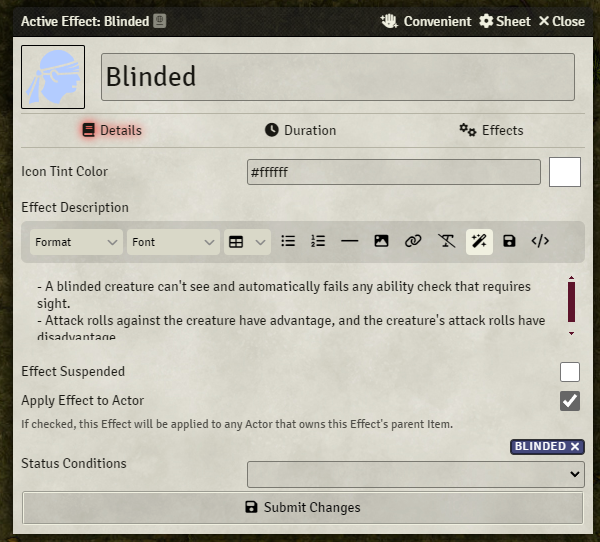 Active Effect: Blinded Convenient Sheet Close
Blinded
Details Duration Effects
Icon Tint Color #ffffff
Effect Description
Format Font
- A blinded creature can't see and automatically fails any ability check that requires
sight.
- Attack rolls against the creature have advantage, and the creature's attack rolls have
disadvantage
Effect Suspended
Apply Effect to Actor
If checked, this Effect will be applied to any Actor that owns this Effect's parent Item.
BLINDED
Status Conditions
Submit Changes